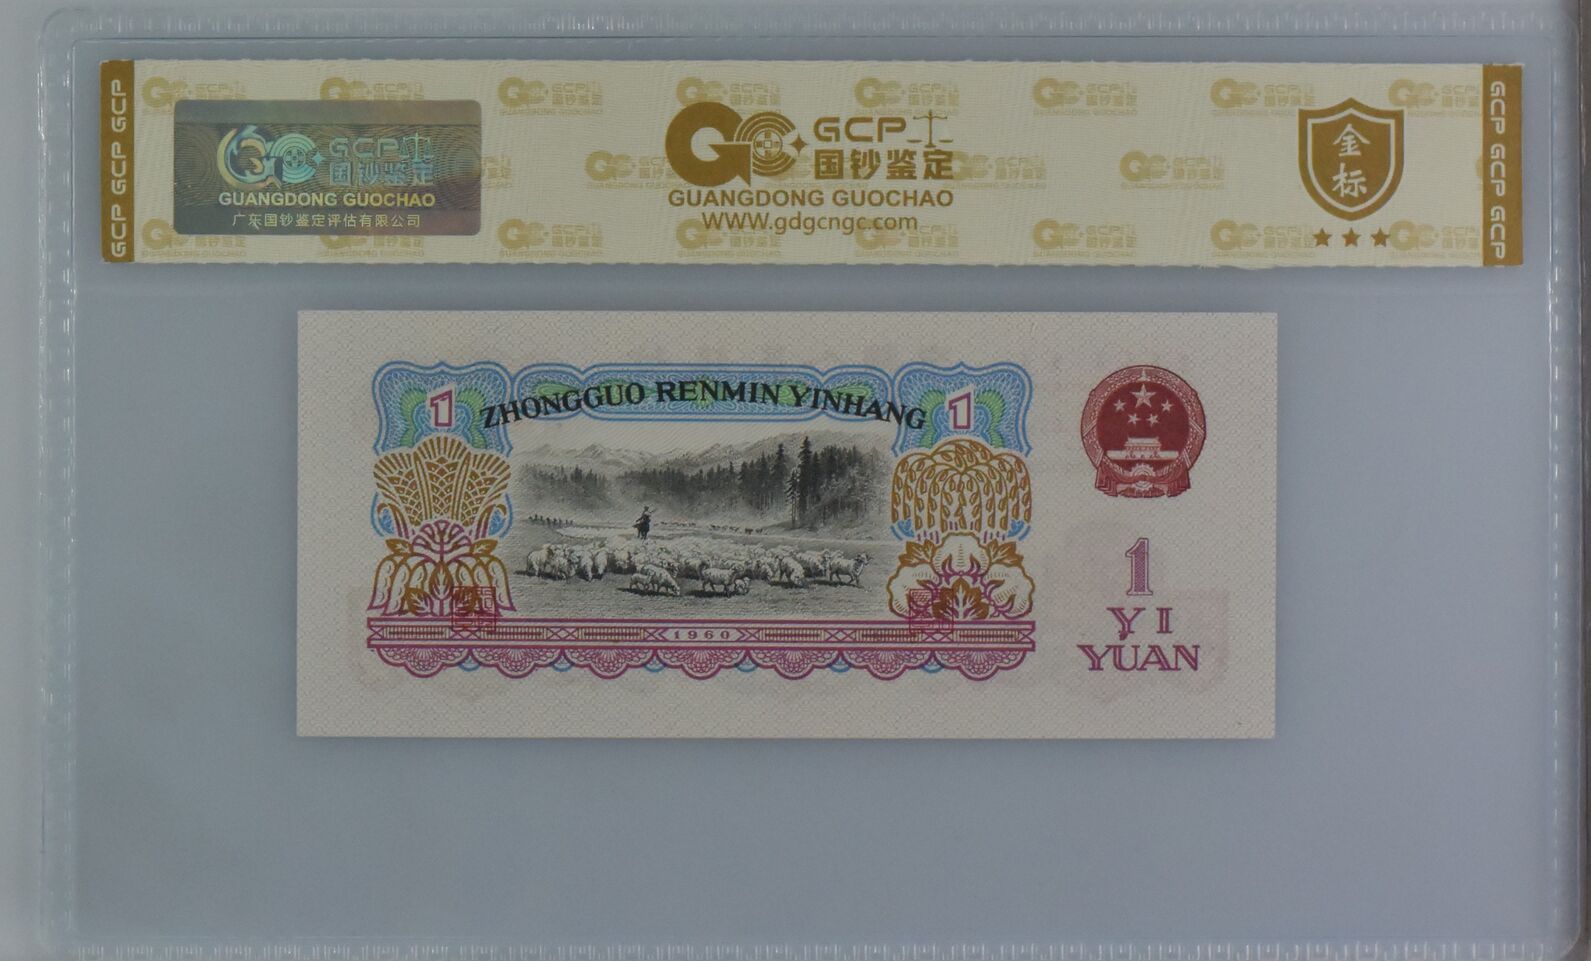 GCP GCP GCP
GCP
国钞鉴定
GUANGDONG GUOCHAO
广东国钞鉴定评估有限公司
GCP
国钞鉴定
GUANGDONG GUOCHAO
WWW.gdgcngc.com
金标
GCP GCP GCP
ZHONGGUO RENMIN YINHANG
1
1
1960
1
YI
YUAN